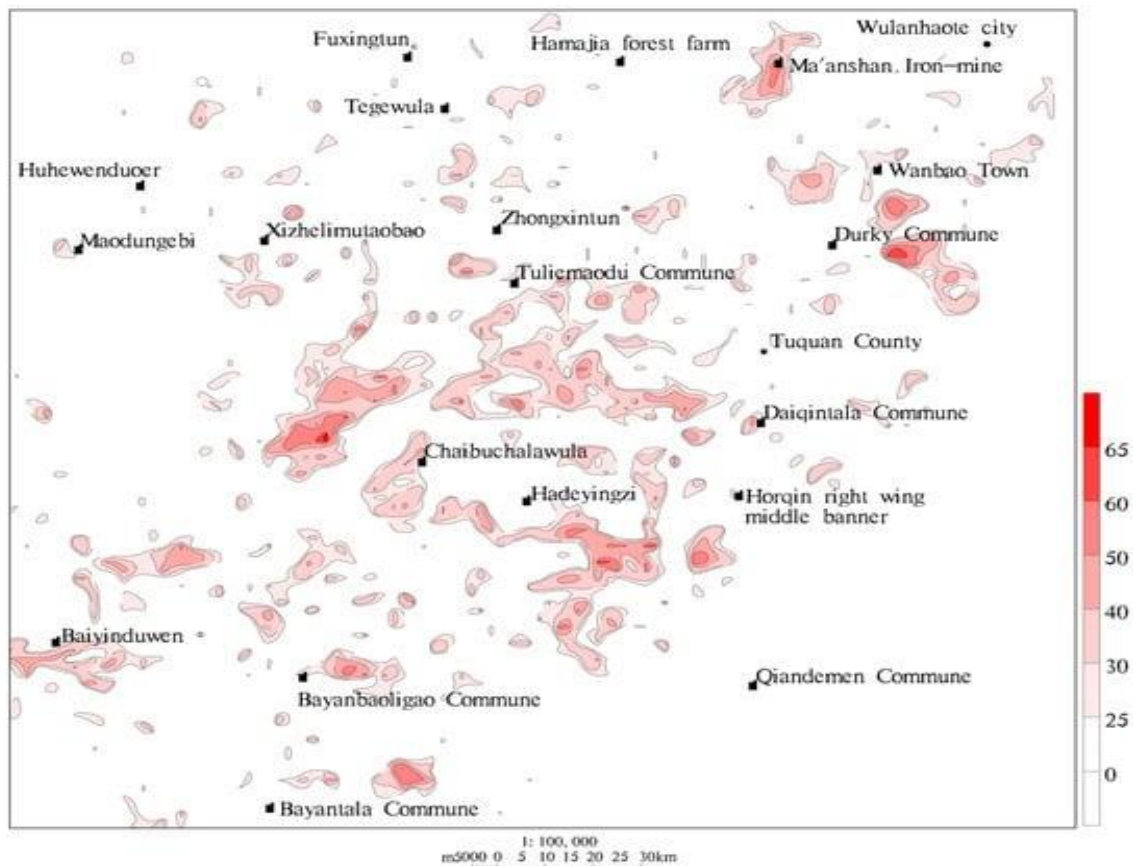 Wulanhaote city
Fuxingtun
Hamajia forest farm
Ma'anshan. Iron-mine
Tegewula
Huhewenduoer
Wanbao Town
Zhongxintun
Xizhelimutaobao
Durky Commune
Maodungebi
Tuliemaodui Commune
Tuquan County
Daiqintala Commune
Chaibuchalawula
65
Hadeyingzi
Horqin right wing
middle banner
60
50
40
Baiyinduwen
30
Qiandemen Commune
Bayanbaoligao Commune
25
0
Bayantala Commune
1: 100, 000
m5000 0 5 10 15 20 25 30km